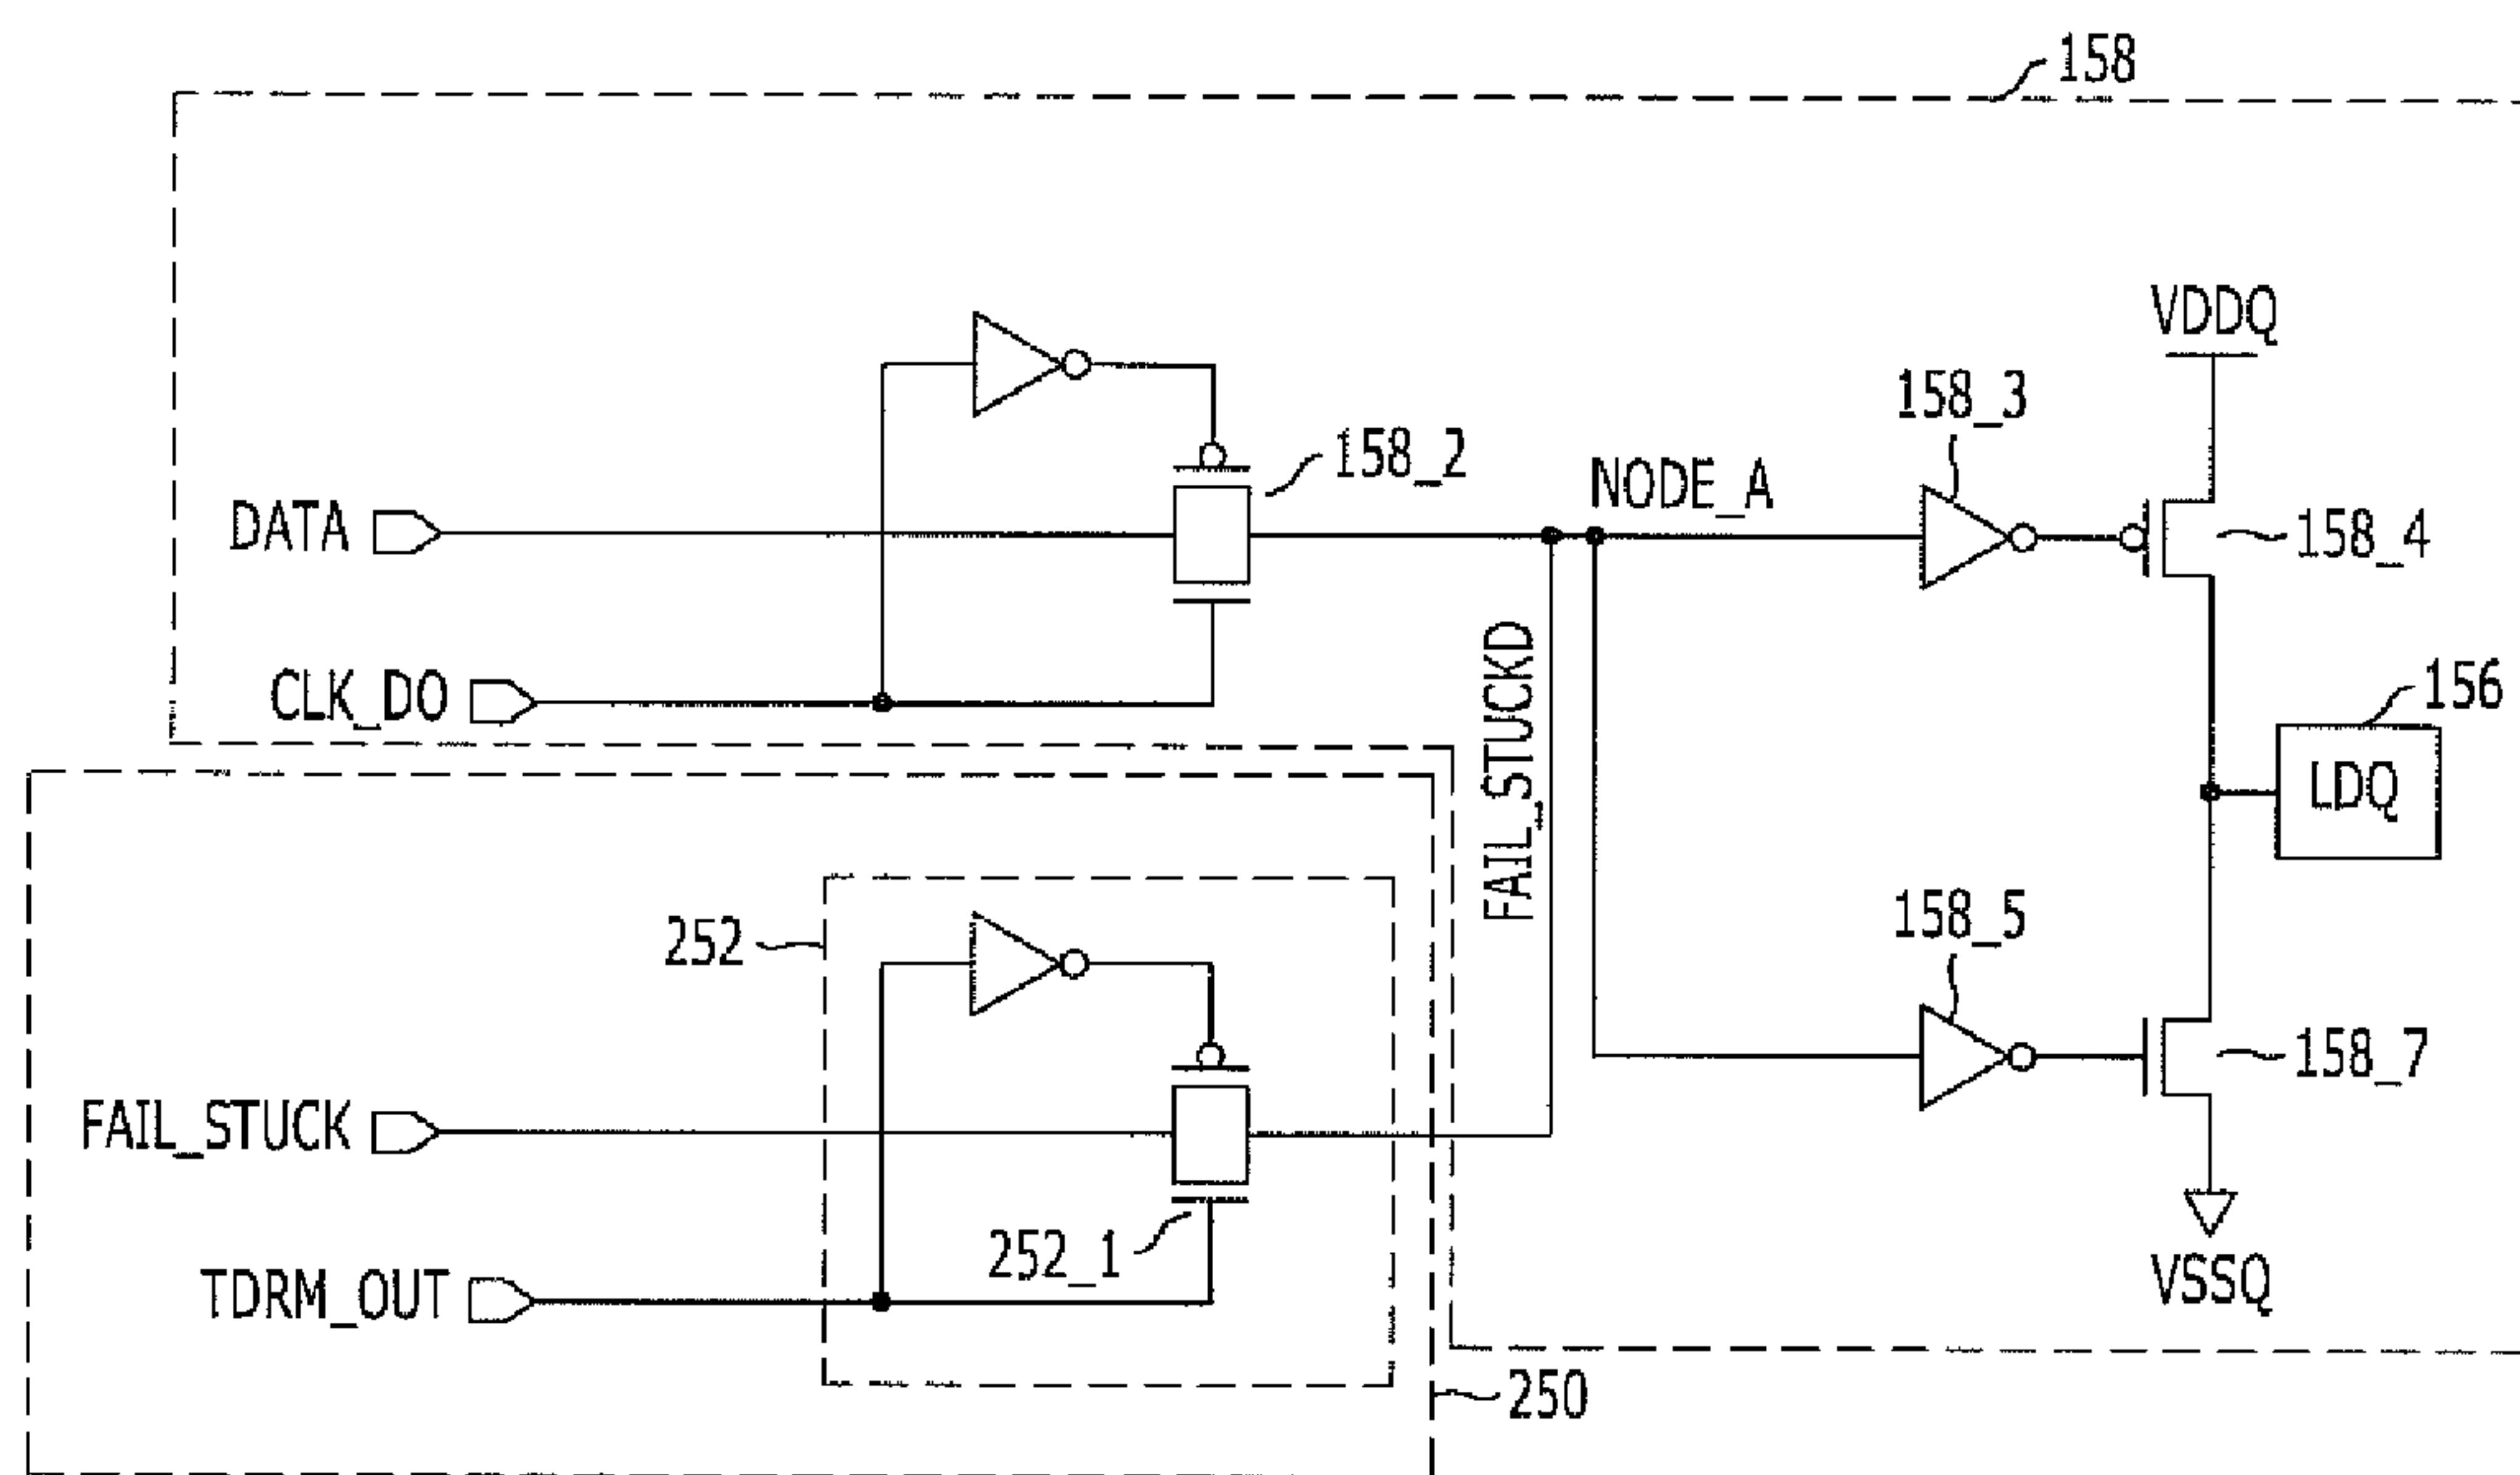 158
VDDQ
158_3
158_2
NODE_A
DATA
158_4
CLK_DO
FAIL_STUCKD
156
LDQ
252
158_5
158_7
FAIL_STUCK
252_1
TDRM_OUT
VSSQ
250